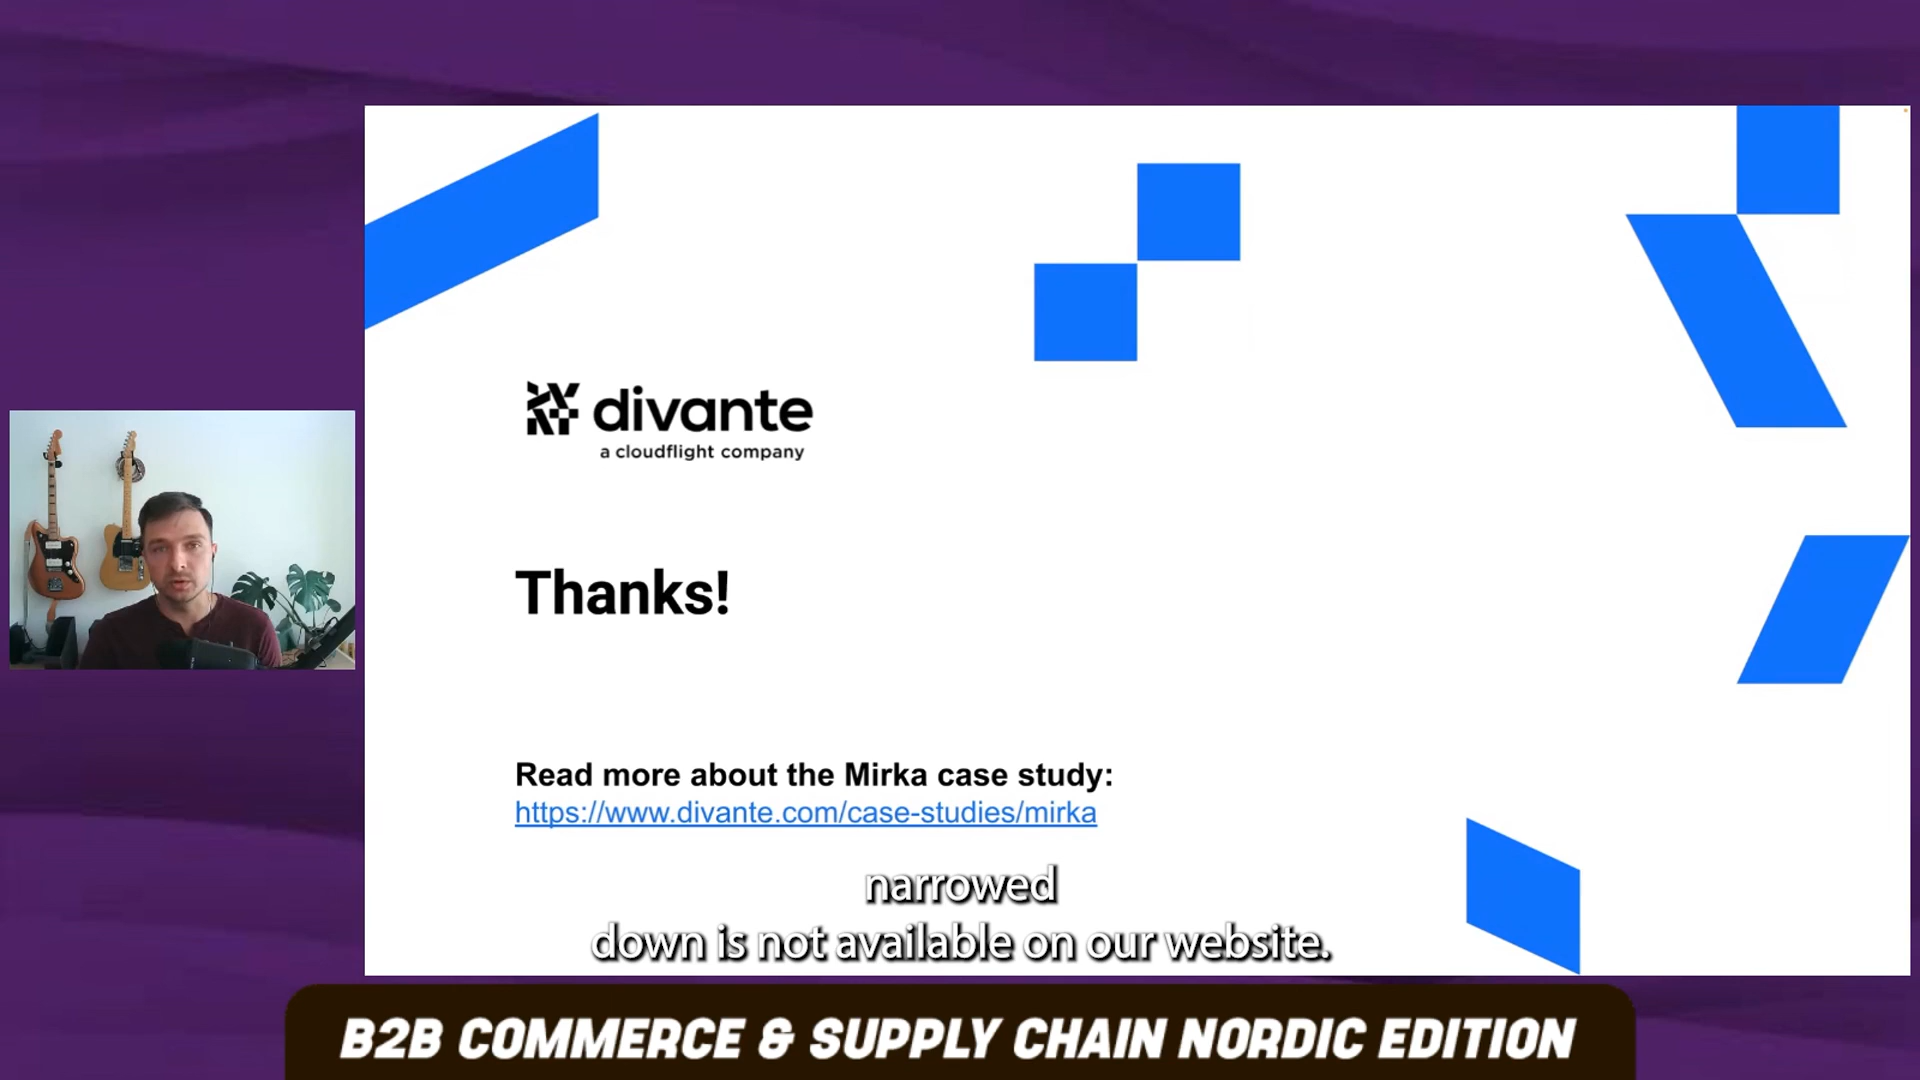 divante
a cloudflight company
Thanks!
Read more about the Mirka case study:
https://www.divante.com/case-studies/mirka
narrowed
down is not available on our website.
B2B COMMERCE & SUPPLY CHAIN NORDIC EDITION